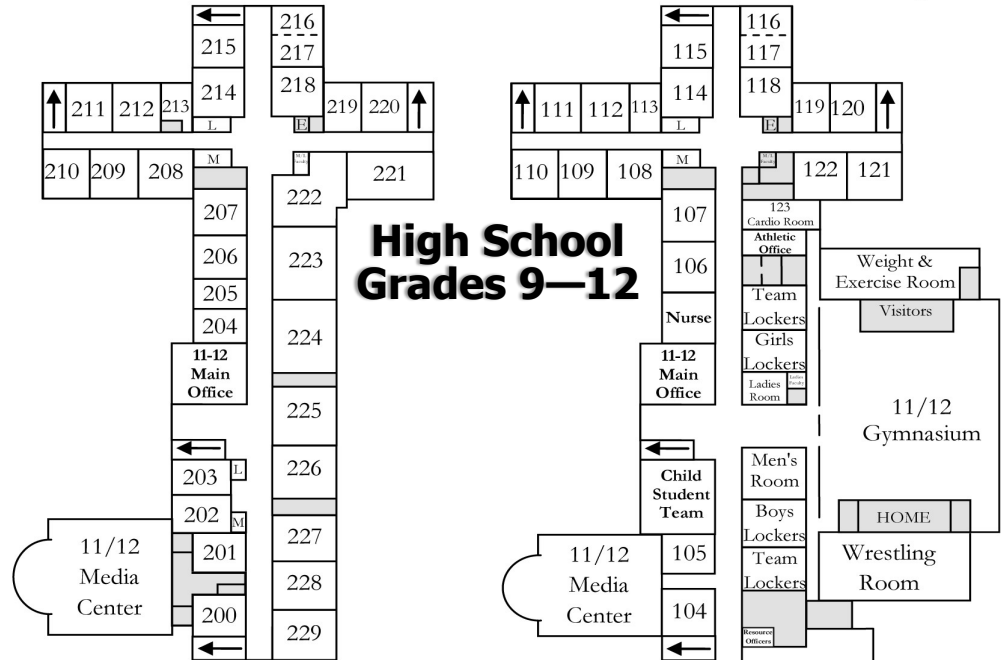 High School
Grades 9—12
216
215
217
214
218
211
212
213
219
220
L
E
M
210
209
208
221
222
207
223
206
205
204
224
11-12
Main
Office
225
203
L
226
202
M
201
227
11/12
Media
Center
228
200
229
116
115
117
114
118
111
112
113
119
120
L
E
M
110
109
108
122
121
123
Cardio Room
107
Athletic
Office
106
Weight &
Exercise Room
Team
Lockers
Visitors
Nurse
Girls
Lockers
11-12
Main
Office
Ladies
Room
Ladies
Faculty
11/12
Gymnasium
Men's
Room
Child
Student
Team
Boys
Lockers
HOME
105
Team
Lockers
Wrestling
Room
11/12
Media
Center
104
Resource
Officers